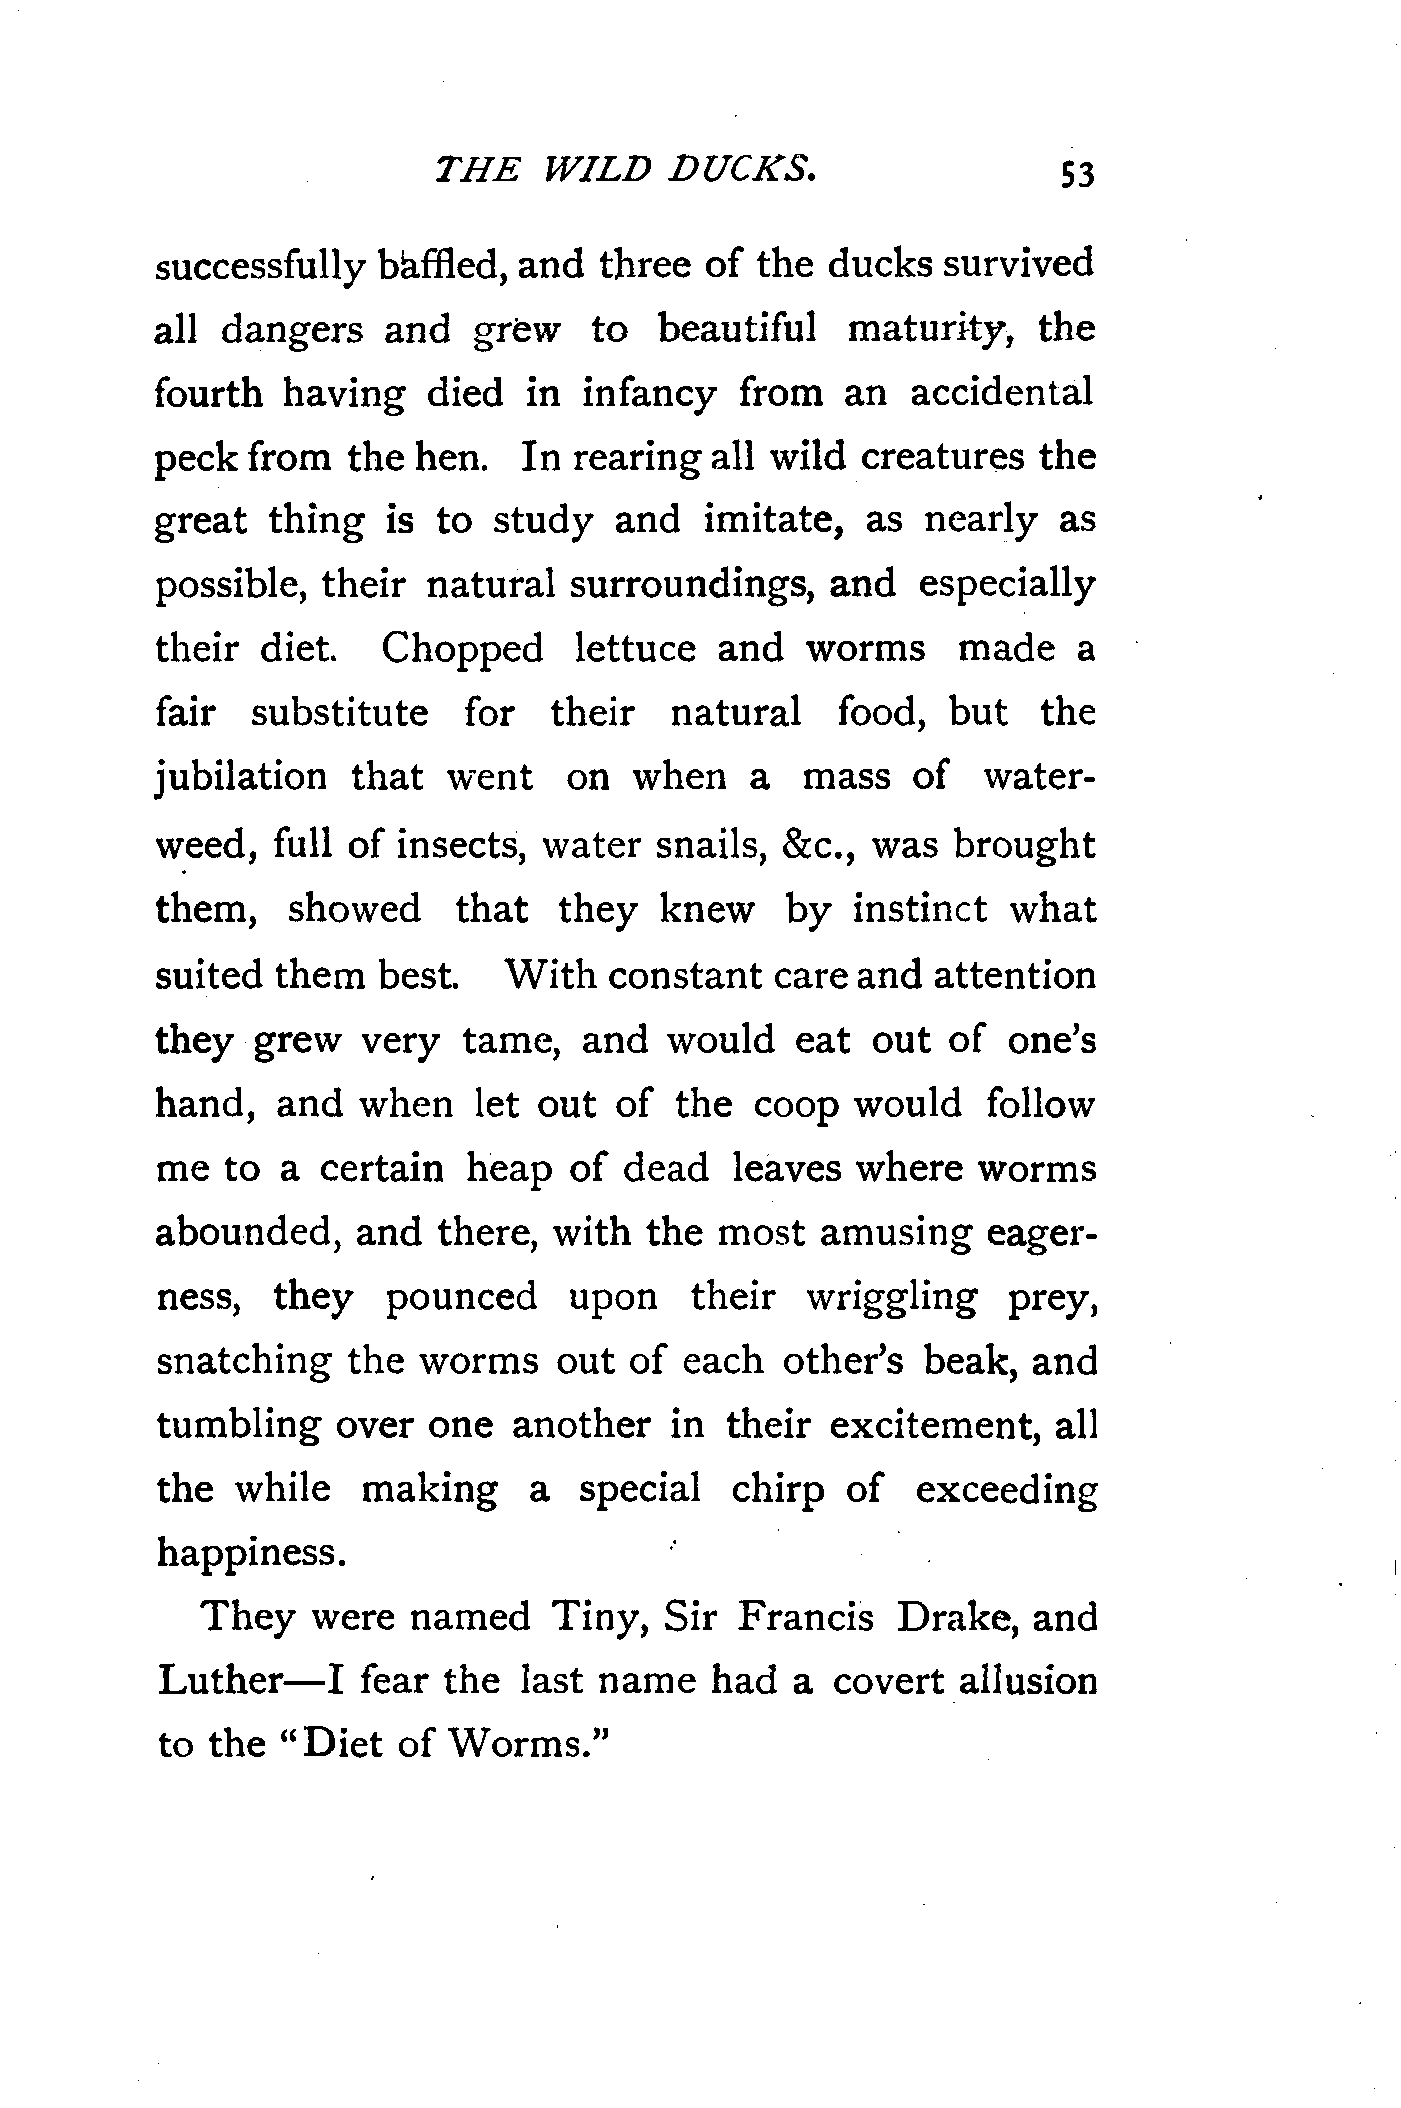 THE WILD DUCKS. 53
successfully baffled, and three of the ducks survived
all dangers and grew to beautiful maturity, the
fourth having died in infancy from an accidental
peck from the hen. In rearing all wild creatures the
great thing is to study and imitate, as nearly as
possible, their natural surroundings, and especially
their diet. Chopped lettuce and worms made a
fair substitute for their natural food, but the
jubilation that went on when a mass of water-
weed, full of insects, water snails, &c., was brought
them, showed that they knew by instinct what
suited them best. With constant care and attention
they grew very tame, and would eat out of one's
hand, and when let out of the coop would follow
me to a certain heap of dead leaves where worms
abounded, and there, with the most amusing eager-
ness, they pounced upon their wriggling prey,
snatching the worms out of each other's beak, and
tumbling over one another in their excitement, all
the while making a special chirp of exceeding
happiness.
They were named Tiny, Sir Francis Drake, and
Luther—I fear the last name had a covert allusion
to the "Diet of Worms."